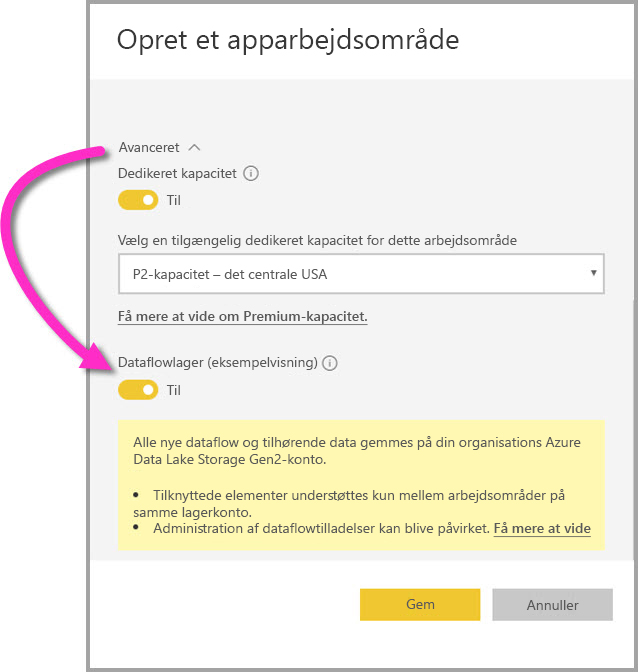 Opret et apparbejdsområde
Avanceret
Dedikeret kapacitet
Til
Vælg en tilgængelig dedikeret kapacitet for dette arbejdsområde
P2-kapacitet – det centrale USA
Få mere at vide om Premium-kapacitet.
Dataflowlager (eksempelvisning)
Til
Alle nye dataflow og tilhørende data gemmes på din organisations Azure
Data Lake Storage Gen2-konto.
• Tilknyttede elementer understøttes kun mellem arbejdsområder på
samme lagerkonto.
• Administration af dataflowtilladelser kan blive påvirket. Få mere at vide
Gem
Annuller